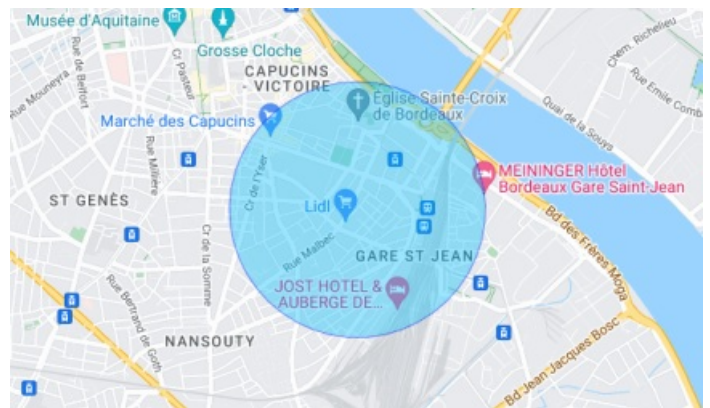 Musée d'Aquitaine
Grosse Cloche
Chem. Richelieu
Rue de Belfort
Cr Pasteur
Rue Mouneyra
CAPUCINS
- VICTOIRE
Église Sainte-Croix
de Bordeaux
Rue Emile Comb
Quai de la Souys
Marché des Capucins
Rue Millière
Cr de l'Yser
MEININGER Hôtel
Bordeaux Gare Saint-Jean
ST GENÈS
Lidl
Cr de la Somme
Rue Malbec
GARE ST JEAN
Bd des Frères Moga
JOST HOTEL &
AUBERGE DE...
Rue Bertrand de Goth
NANSOUTY
Bd Jean Jacques Bosc